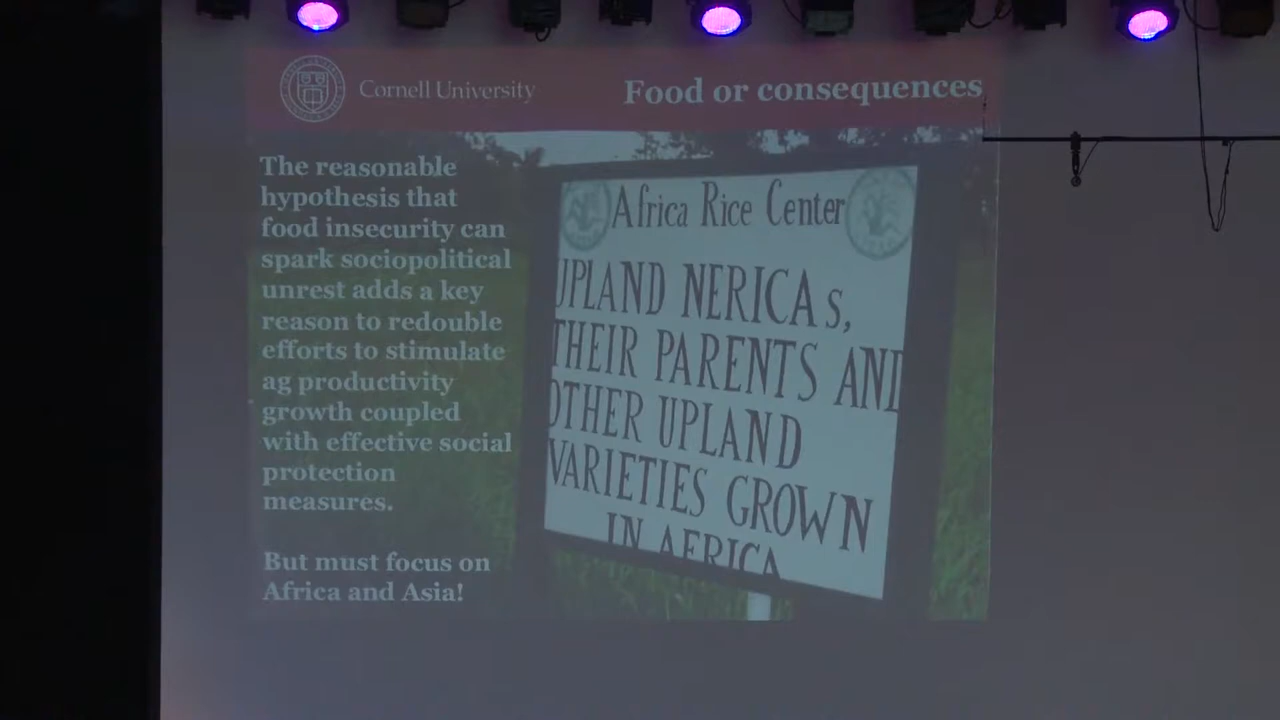 Cornell University
Food or consequences
The reasonable
hypothesis that
food insecurity can
spark sociopolitical
unrest adds a key
reason to redouble
efforts to stimulate
ag productivity
growth coupled
with effective social
protection
measures.
But must focus on
Africa and Asia!
Africa Rice Center
UPLAND NERICAs,
THEIR PARENTS AND
OTHER UPLAND
VARIETIES GROWN
IN AFRICA